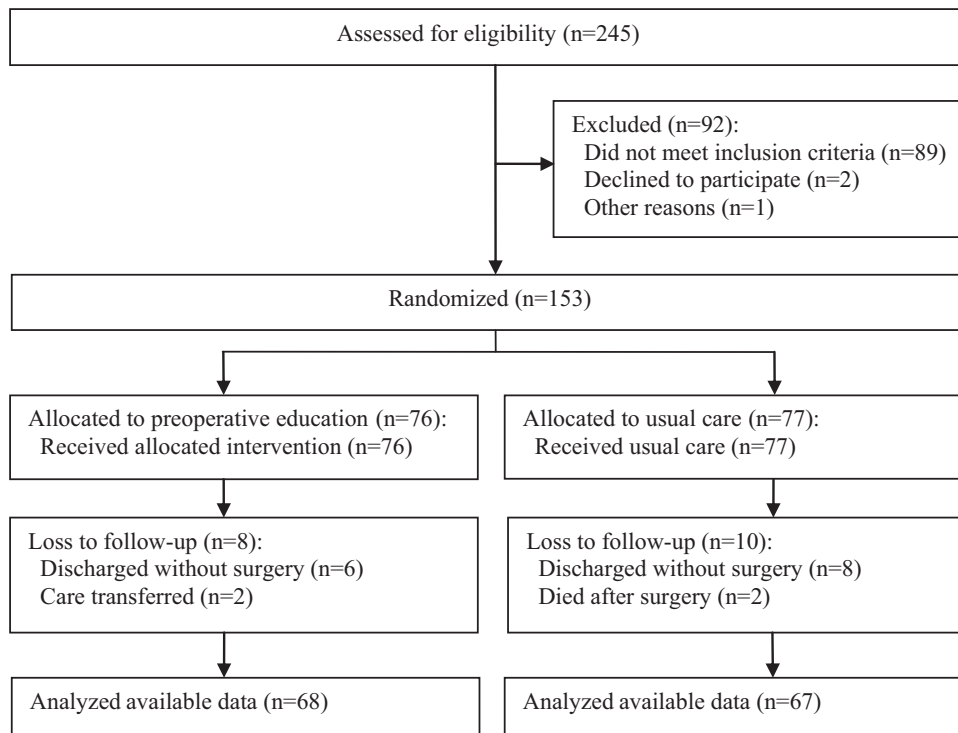 Assessed for eligibility (n=245)
Excluded (n=92):
Did not meet inclusion criteria (n=89)
Declined to participate (n=2)
Other reasons (n=1)
Randomized (n=153)
Allocated to preoperative education (n=76):
Received allocated intervention (n=76)
Allocated to usual care (n=77):
Received usual care (n=77)
Loss to follow-up (n=8):
Discharged without surgery (n=6)
Care transferred (n=2)
Loss to follow-up (n=10):
Discharged without surgery (n=8)
Died after surgery (n=2)
Analyzed available data (n=68)
Analyzed available data (n=67)